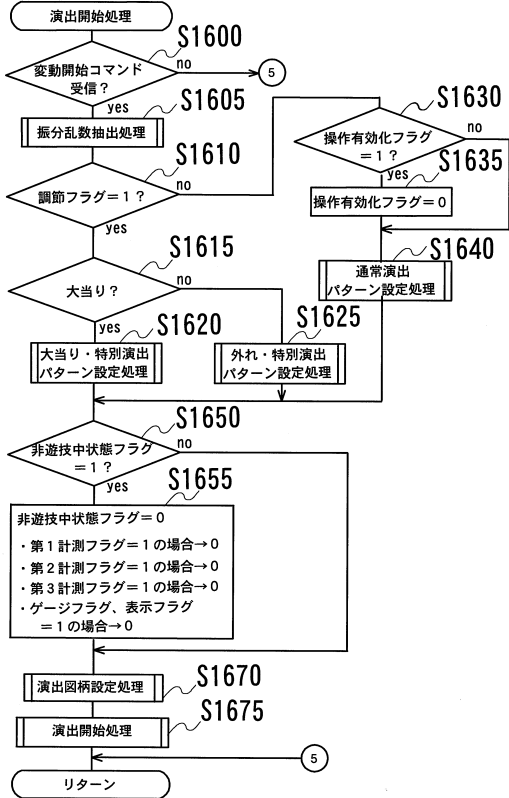 演出開始処理
S1600
変動開始コマンド
受信？
no
5
yes
S1605
振分乱数抽出処理
S1610
調節フラグ＝１？
no
yes
S1630
操作有効化フラグ
＝１？
no
yes
S1635
操作有効化フラグ＝0
S1640
通常演出
パターン設定処理
S1615
大当り？
no
yes
S1620
大当り・特別演出
パターン設定処理
S1625
外れ・特別演出
パターン設定処理
S1650
非遊技中状態フラグ
＝１？
no
yes
S1655
非遊技中状態フラグ＝0
・第１計測フラグ＝１の場合→0
・第２計測フラグ＝１の場合→0
・第３計測フラグ＝１の場合→0
・ゲージフラグ、表示フラグ
＝１の場合→0
S1670
演出図柄設定処理
S1675
演出開始処理
5
リターン